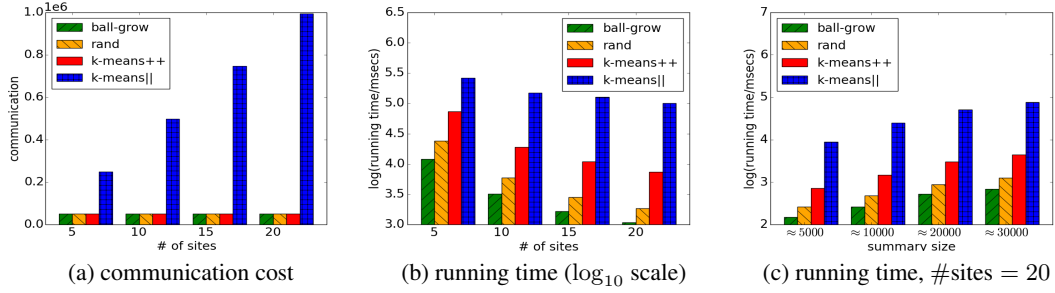 1.0 1e6
0.8
0.6
0.4
0.2
0.0
communication
ball-grow
rand
k-means++
k-means||
5 10 15 20
# of sites
(a) communication cost
6.5
6.0
5.5
5.0
4.5
4.0
3.5
3.0
log(running time/msecs)
ball-grow
rand
k-means++
k-means||
5 10 15 20
# of sites
(b) running time (log₁₀ scale)
7
6
5
4
3
2
log(running time/msecs)
ball-grow
rand
k-means++
k-means||
≈5000 ≈10000 ≈20000 ≈30000
summary size
(c) running time, #sites = 20